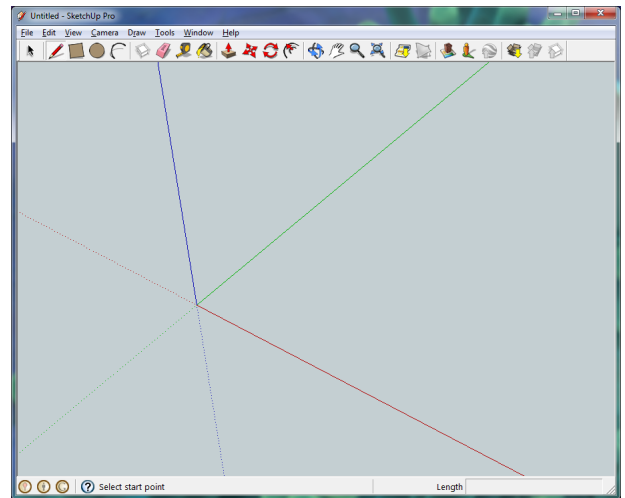 Untitled - SketchUp Pro
File Edit View Camera Draw Tools Window Help
Select start point Length